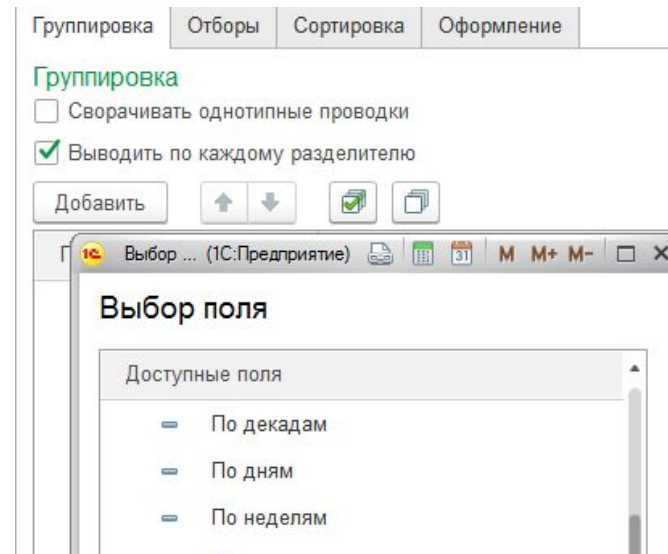 Группировка Отборы Сортировка Оформление
Группировка
Сворачивать однотипные проводки
Выводить по каждому разделителю
Добавить
Выбор ... (1С:Предприятие) 31 M M+ M-
Выбор поля
Доступные поля
По декадам
По дням
По неделям